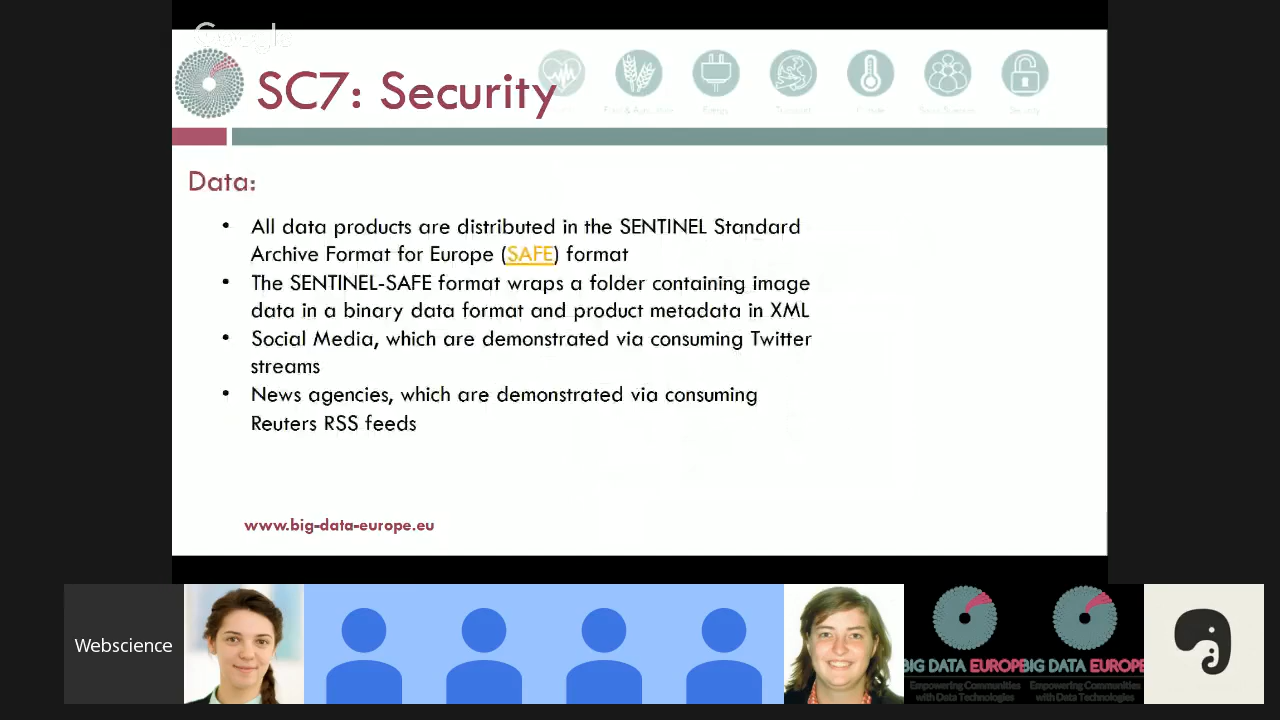 Google
SC7: Security
Energy
Transport
Security
Data:
• All data products are distributed in the SENTINEL Standard
Archive Format for Europe (SAFE) format
• The SENTINEL-SAFE format wraps a folder containing image
data in a binary data format and product metadata in XML
• Social Media, which are demonstrated via consuming Twitter
streams
• News agencies, which are demonstrated via consuming
Reuters RSS feeds
www.big-data-europe.eu
Webscience
BIG DATA EUROPE
Empowering Communities
with Data Technologies
BIG DATA EUROPE
Empowering Communities
with Data Technologies